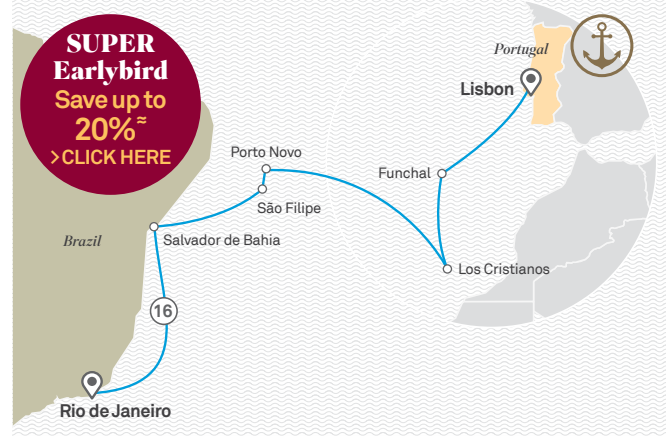 SUPER
Earlybird
Save up to
20%≈
>CLICK HERE
Portugal
Lisbon
Porto Novo
Funchal
São Filipe
Brazil
Salvador de Bahia
Los Cristianos
16
Rio de Janeiro